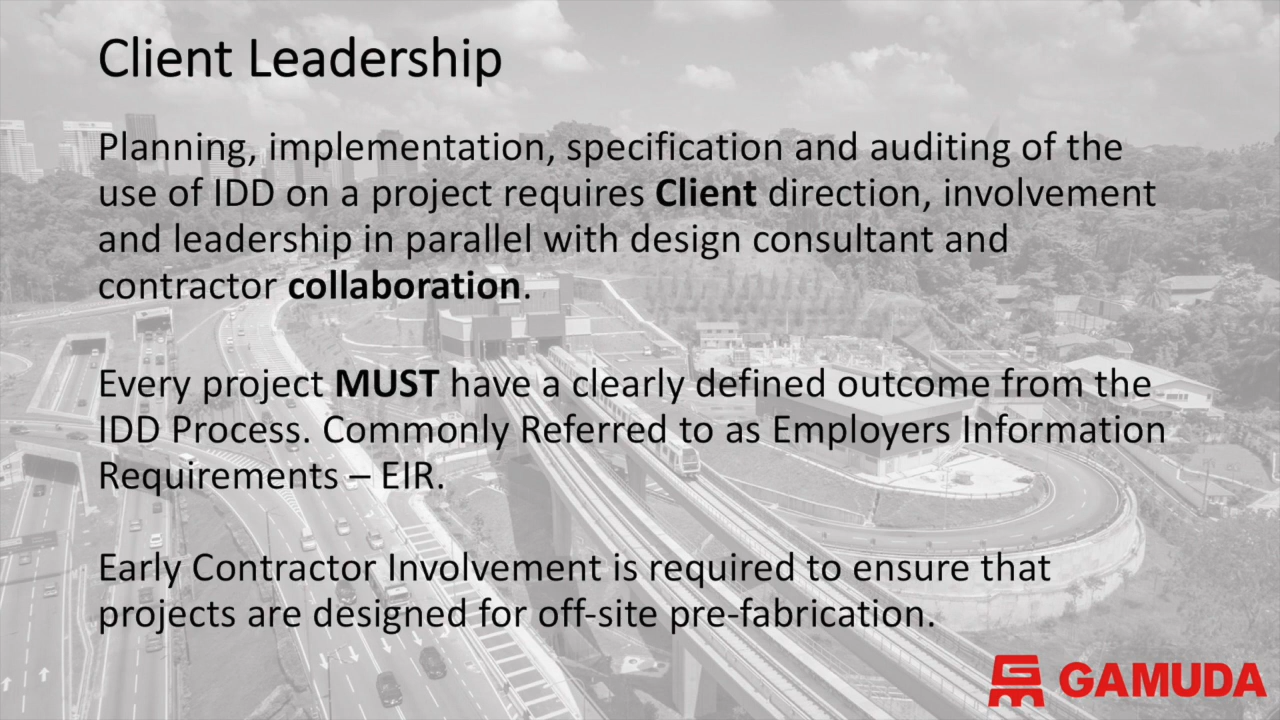 Client Leadership
Planning, implementation, specification and auditing of the
use of IDD on a project requires Client direction, involvement
and leadership in parallel with design consultant and
contractor collaboration.
Every project MUST have a clearly defined outcome from the
IDD Process. Commonly Referred to as Employers Information
Requirements – EIR.
Early Contractor Involvement is required to ensure that
projects are designed for off-site pre-fabrication.
GAMUDA